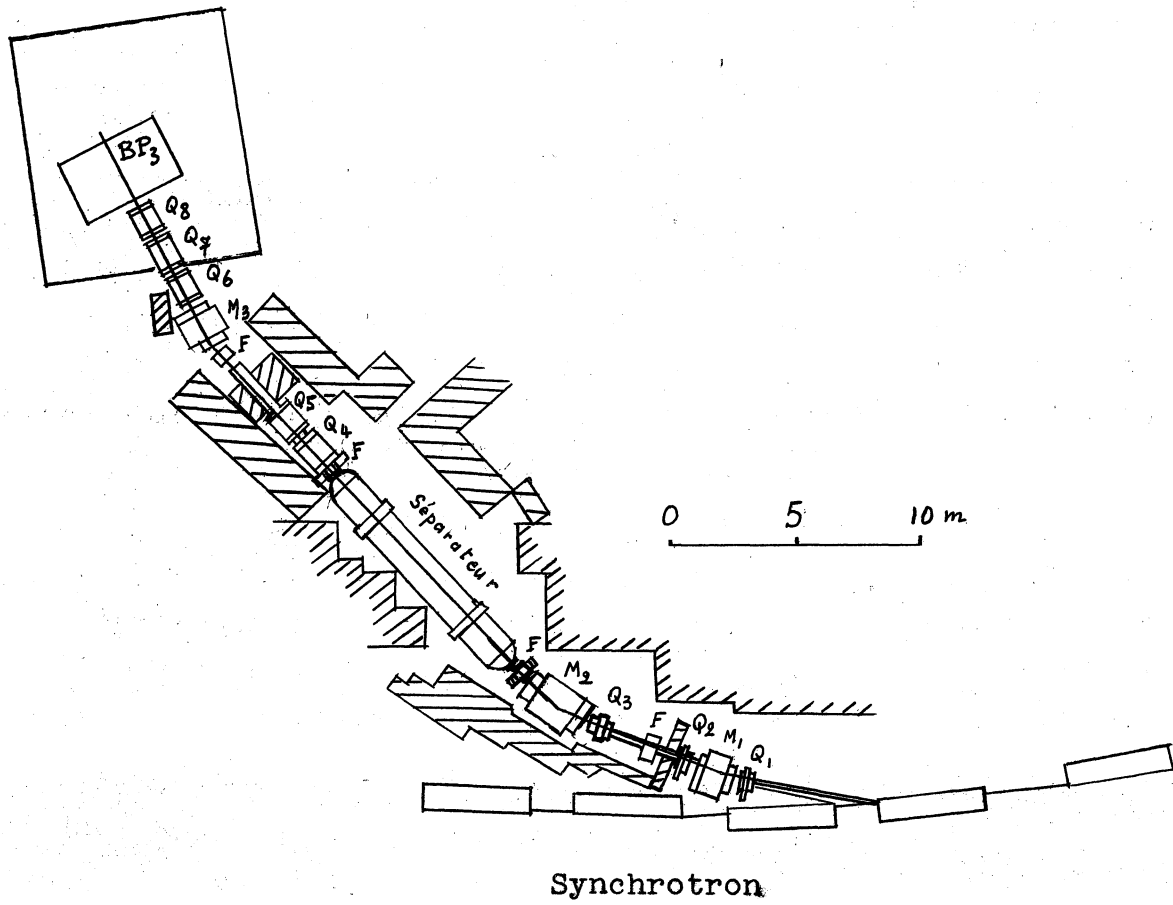 BP3
Q8
Q7
Q6
M3
F
Q5
Q4
F
Séparateur
0 5 10 m
F
M2
Q3
F
Q2
M1
Q1
Synchrotron